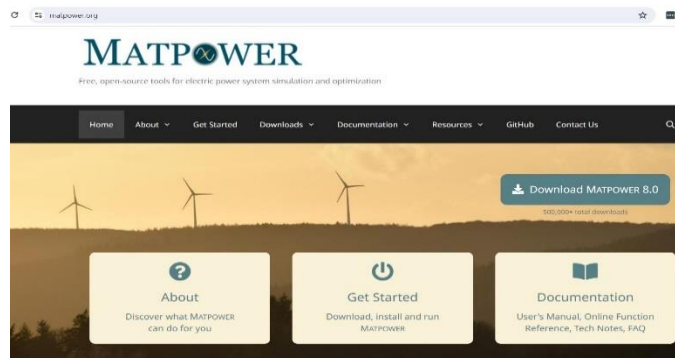 matpower.org
MATPOWER
Free, open-source tools for electric power system simulation and optimization
Home About Get Started Downloads Documentation Resources GitHub Contact Us
Download MATPOWER 8.0
500,000+ total downloads
About
Discover what MATPOWER
can do for you
Get Started
Download, install and run
MATPOWER
Documentation
User's Manual, Online Function
Reference, Tech Notes, FAQ